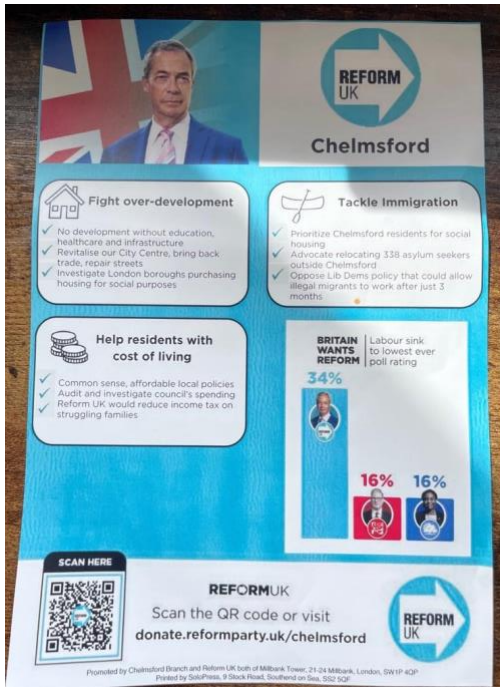 REFORM
UK
Chelmsford
Fight over-development
No development without education,
healthcare and infrastructure
Revitalise our City Centre, bring back
trade, repair streets
Investigate London boroughs purchasing
housing for social purposes
Tackle Immigration
Prioritize Chelmsford residents for social
housing
Advocate relocating 338 asylum seekers
outside Chelmsford
Oppose Lib Dems policy that could allow
illegal migrants to work after just 3
months
Help residents with
cost of living
Common sense, affordable local policies
Audit and investigate council's spending
Reform UK would reduce income tax on
struggling families
BRITAIN
WANTS
REFORM
Labour sink
to lowest ever
poll rating
34%
16%
16%
SCAN HERE
REFORMUK
Scan the QR code or visit
donate.reformparty.uk/chelmsford
REFORM
UK
Promoted by Chelmsford Branch and Reform UK both of Millbank Tower, 21-24 Millbank, London, SW1P 4QP
Printed by SoloPress, 9 Stock Road, Southend on Sea, SS2 5QF